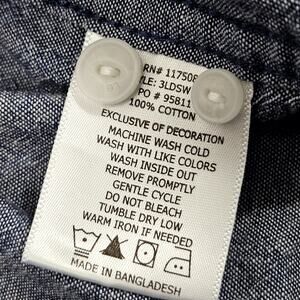 RN# 11750
STYLE: 3LDSW
PO # 95811
100% COTTON
EXCLUSIVE OF DECORATION
MACHINE WASH COLD
WASH WITH LIKE COLORS
WASH INSIDE OUT
REMOVE PROMPTLY
GENTLE CYCLE
DO NOT BLEACH
TUMBLE DRY LOW
WARM IRON IF NEEDED
MADE IN BANGLADESH